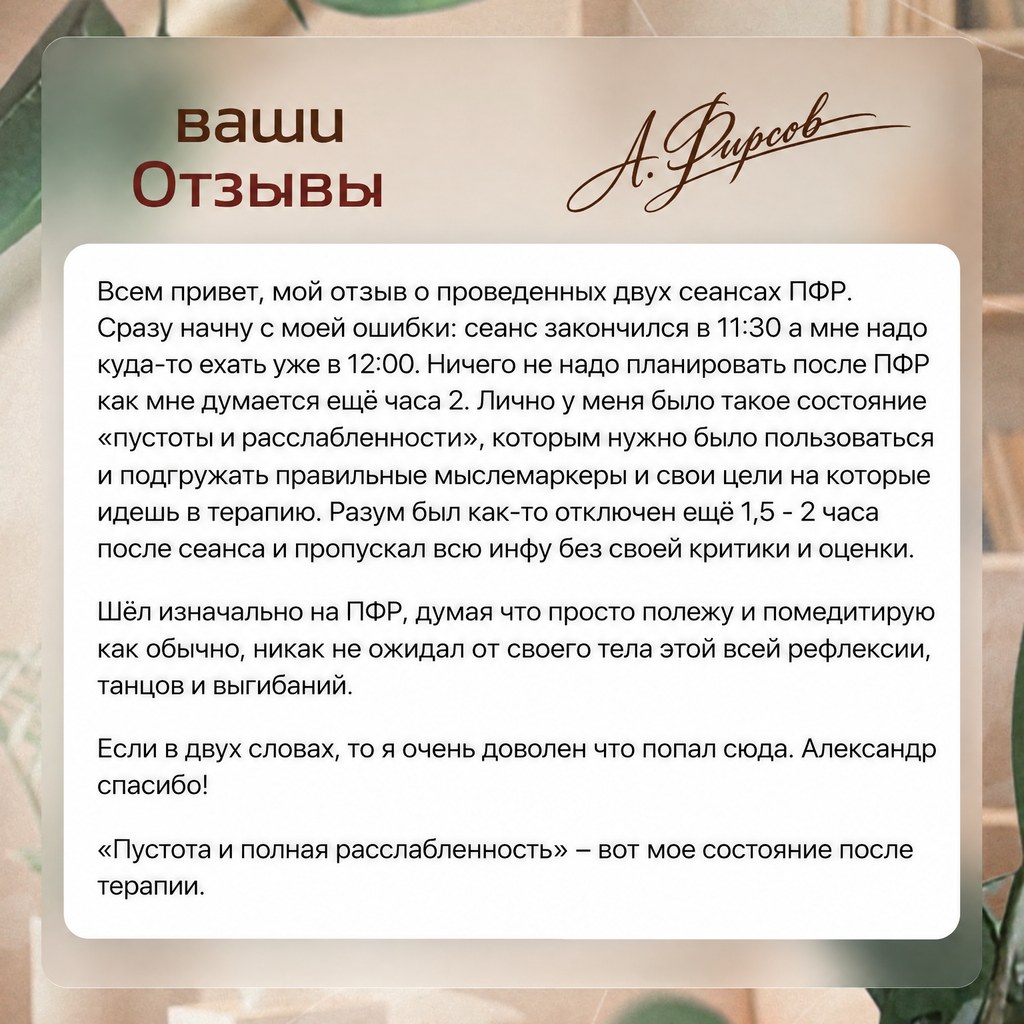 ваши
Отзывы
А. Фирсов
Всем привет, мой отзыв о проведенных двух сеансах ПФР.
Сразу начну с моей ошибки: сеанс закончился в 11:30 а мне надо
куда-то ехать уже в 12:00. Ничего не надо планировать после ПФР
как мне думается ещё часа 2. Лично у меня было такое состояние
«пустоты и расслабленности», которым нужно было пользоваться
и подгружать правильные мыслемаркеры и свои цели на которые
идешь в терапию. Разум был как-то отключен ещё 1,5 - 2 часа
после сеанса и пропускал всю инфу без своей критики и оценки.
Шёл изначально на ПФР, думая что просто полежу и помедитирую
как обычно, никак не ожидал от своего тела этой всей рефлексии,
танцов и выгибаний.
Если в двух словах, то я очень доволен что попал сюда. Александр
спасибо!
«Пустота и полная расслабленность» – вот мое состояние после
терапии.